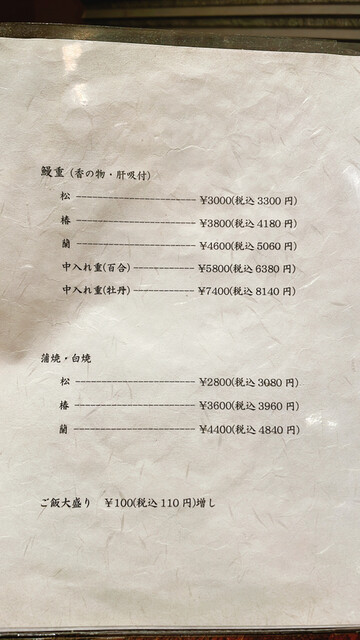 鰻重 (香の物・肝吸付)
松 ---------------------- ¥3000(税込 3300 円)
椿 ---------------------- ¥3800(税込 4180 円)
蘭 ---------------------- ¥4600(税込 5060 円)
中入れ重(百合) ----------- ¥5800(税込 6380 円)
中入れ重(牡丹) ----------- ¥7400(税込 8140 円)
蒲焼・白焼
松 ---------------------- ¥2800(税込 3080 円)
椿 ---------------------- ¥3600(税込 3960 円)
蘭 ---------------------- ¥4400(税込 4840 円)
ご飯大盛り ¥100(税込 110 円)増し